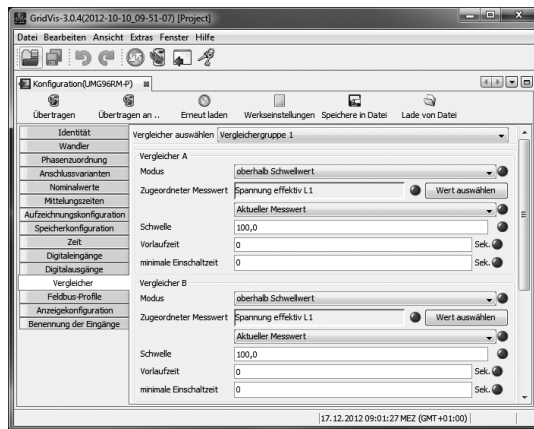 GridVis-3.0.4(2012-10-10_09-51-07) [Project]
Datei Bearbeiten Ansicht Extras Fenster Hilfe
Konfiguration(UMG96RM-P)
Übertragen Übertragen an .. Erneut laden Werkseinstellungen Speichere in Datei Lade von Datei
Identität
Wandler
Phasenzuordnung
Anschlussvarianten
Nominalwerte
Mittelungszeiten
Aufzeichnungskonfiguration
Speicherkonfiguration
Zeit
Digitaleingänge
Digitalausgänge
Vergleicher
Feldbus-Profile
Anzeigekonfiguration
Benennung der Eingänge
Vergleicher auswählen Vergleichergruppe 1
Vergleicher A
Modus oberhalb Schwellwert
Zugeordneter Messwert Spannung effektiv L1 Wert auswählen
Aktueller Messwert
Schwelle 100,0
Vorlaufzeit 0 Sek.
minimale Einschaltzeit 0 Sek.
Vergleicher B
Modus oberhalb Schwellwert
Zugeordneter Messwert Spannung effektiv L1 Wert auswählen
Aktueller Messwert
Schwelle 100,0
Vorlaufzeit 0 Sek.
minimale Einschaltzeit 0 Sek.
17.12.2012 09:01:27 MEZ (GMT+01:00)